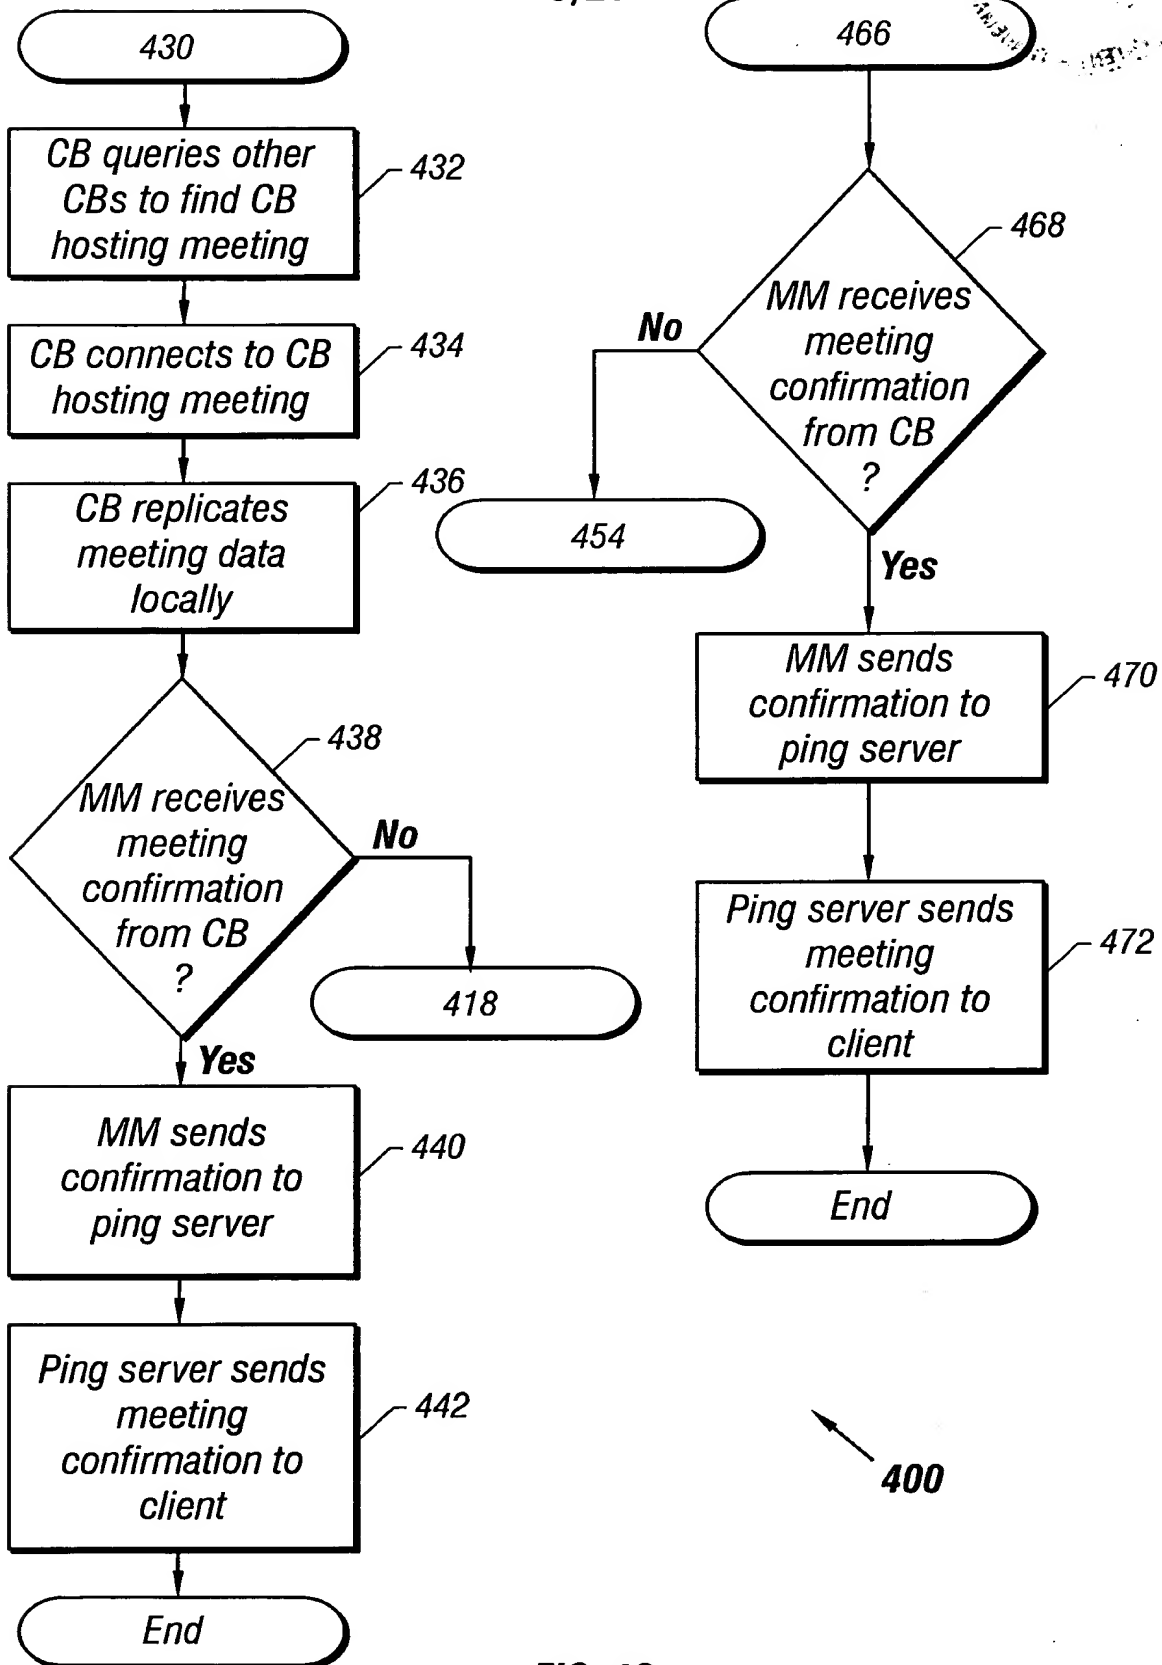 430
CB queries other
CBs to find CB
hosting meeting
432
CB connects to CB
hosting meeting
434
CB replicates
meeting data
locally
436
MM receives
meeting
confirmation
from CB
?
438
No
418
Yes
MM sends
confirmation to
ping server
440
Ping server sends
meeting
confirmation to
client
442
End
466
MM receives
meeting
confirmation
from CB
?
468
No
454
Yes
MM sends
confirmation to
ping server
470
Ping server sends
meeting
confirmation to
client
472
End
400